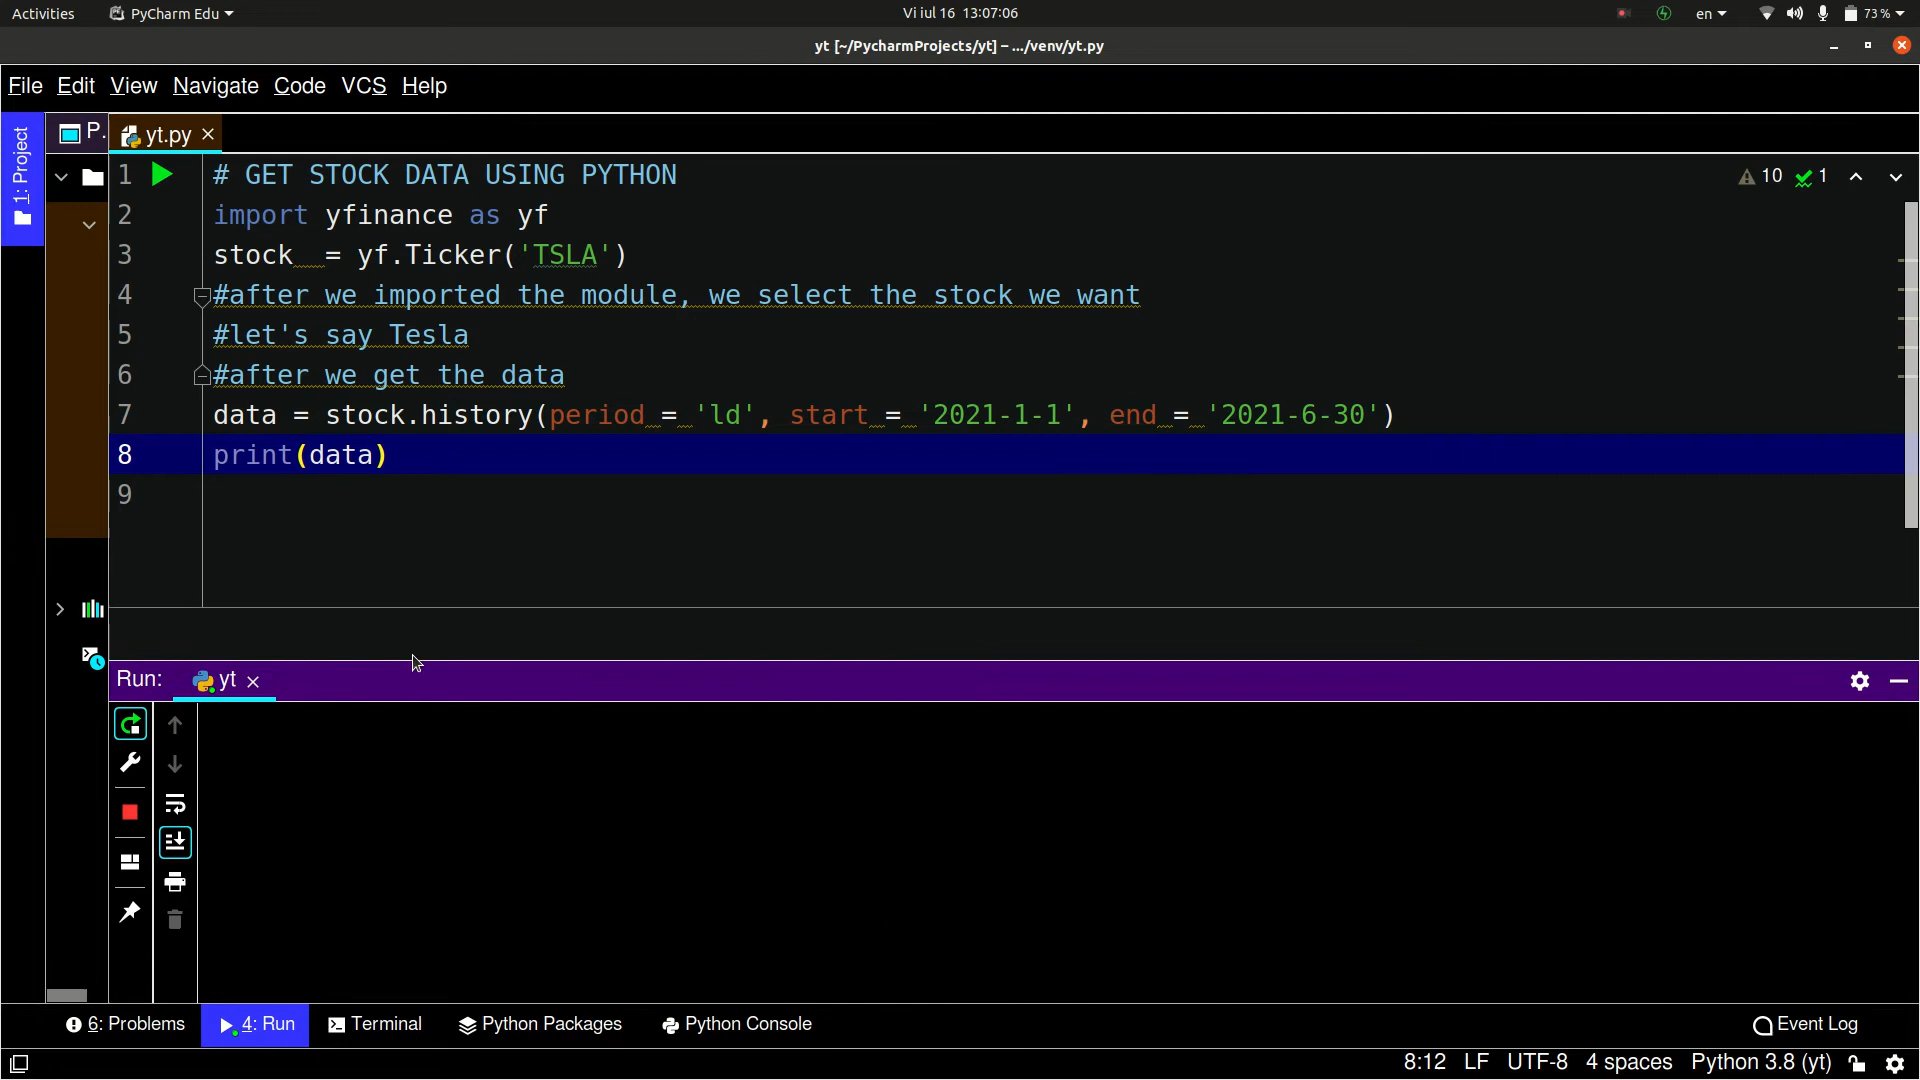 Activities PyCharm Edu Vi iul 16 13:07:06 en 73 %
yt [~/PycharmProjects/yt] – .../venv/yt.py
File Edit View Navigate Code VCS Help
1: Project
P.
yt.py
1 # GET STOCK DATA USING PYTHON
10 1
2 import yfinance as yf
3 stock  = yf.Ticker('TSLA')
4 #after we imported the module, we select the stock we want
5 #let's say Tesla
6 #after we get the data
7 data = stock.history(period = 'ld', start = '2021-1-1', end = '2021-6-30')
8 print(data)
9
Run: yt
6: Problems 4: Run Terminal Python Packages Python Console Event Log
8:12 LF UTF-8 4 spaces Python 3.8 (yt)